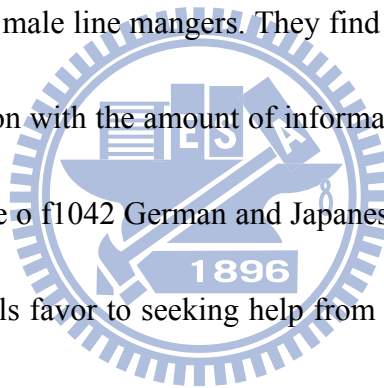 male line mangers. They find
on with the amount of informa
E S A
e o f1042 German and Japanes
8
1896
ls favor to seeking help from